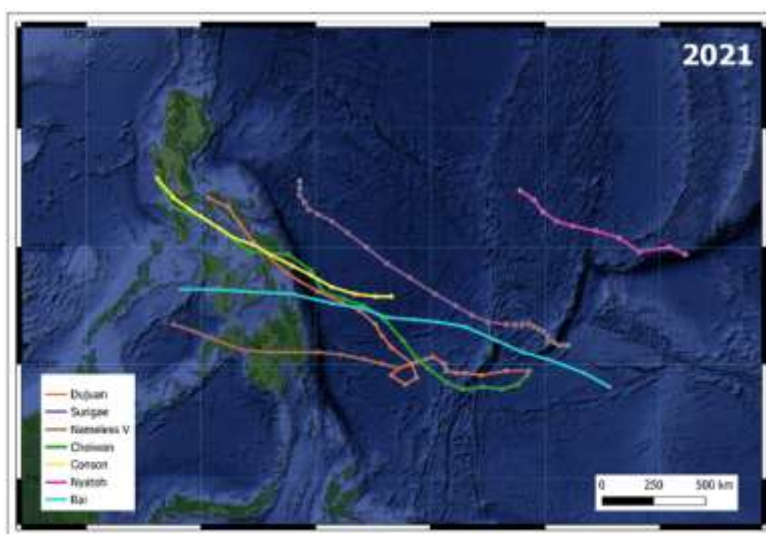 2021
Dujuan
Surigae
Nameless V
Choiwan
Conson
Nyatoh
Rai
0 250 500 km